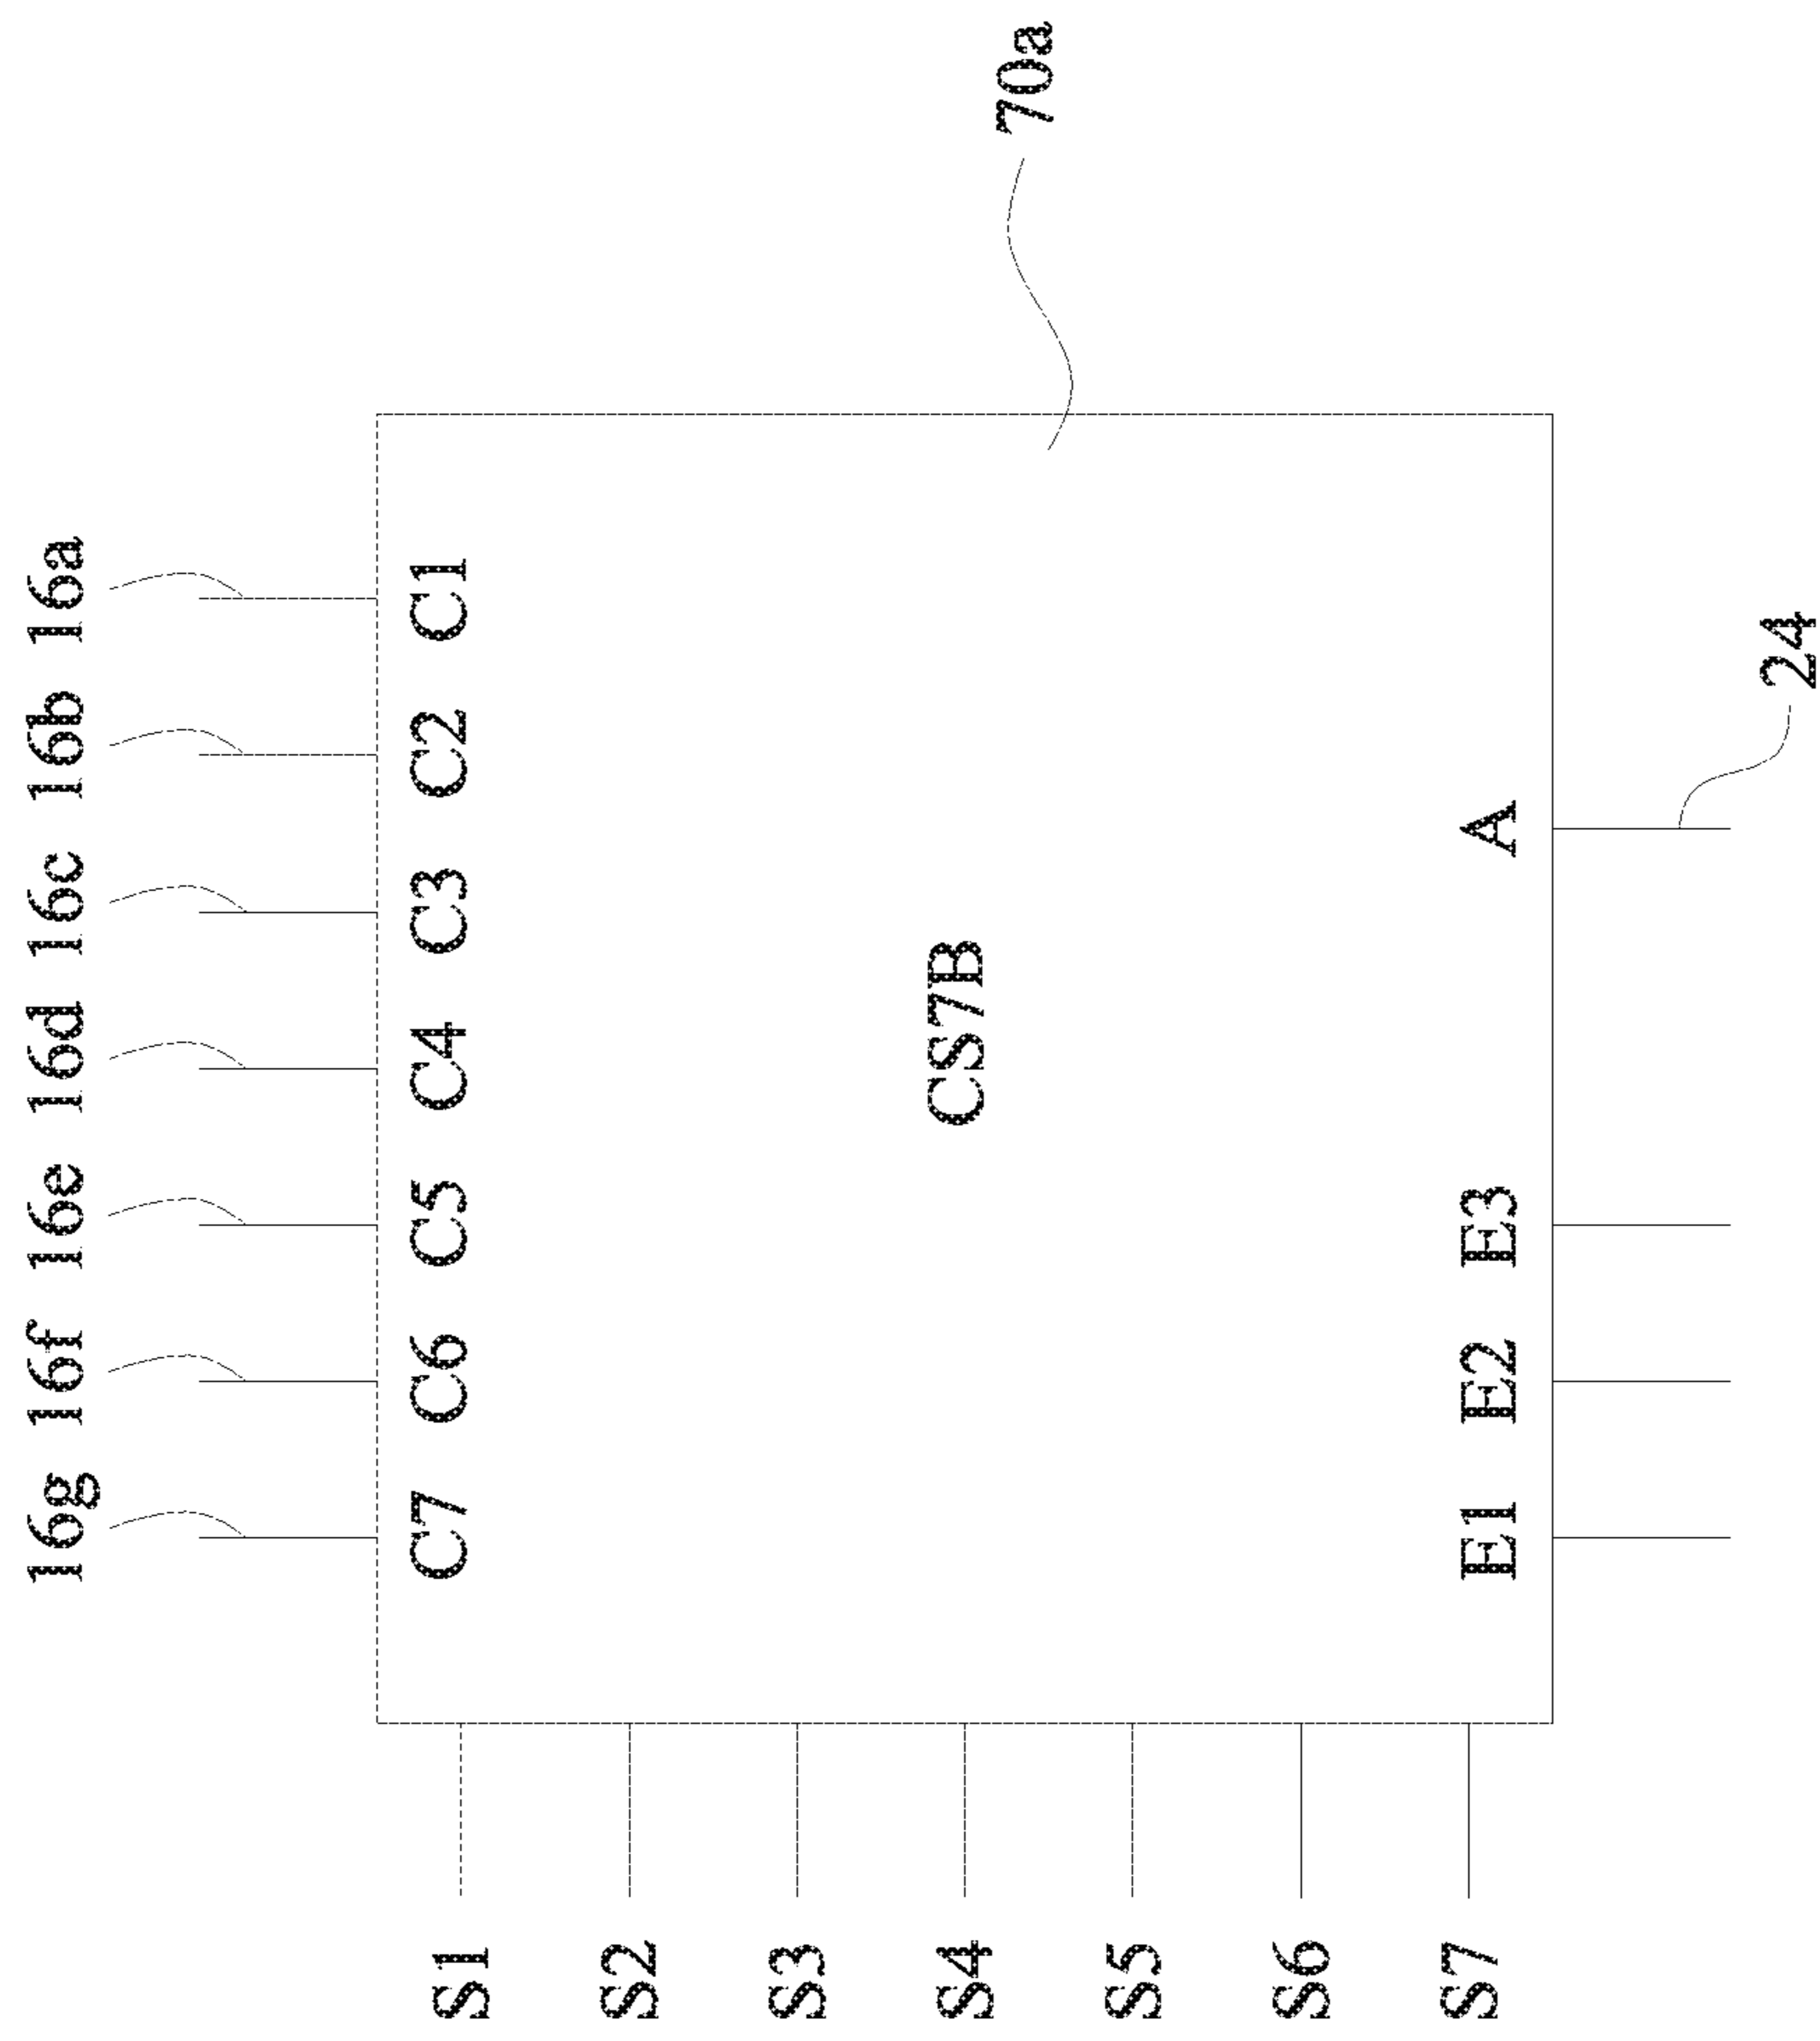 16g 16f 16e 16d 16c 16b 16a
C7 C6 C5 C4 C3 C2 C1
S1
S2
S3
S4
S5
S6
S7
CS7B
70a
E1 E2 E3 A
24